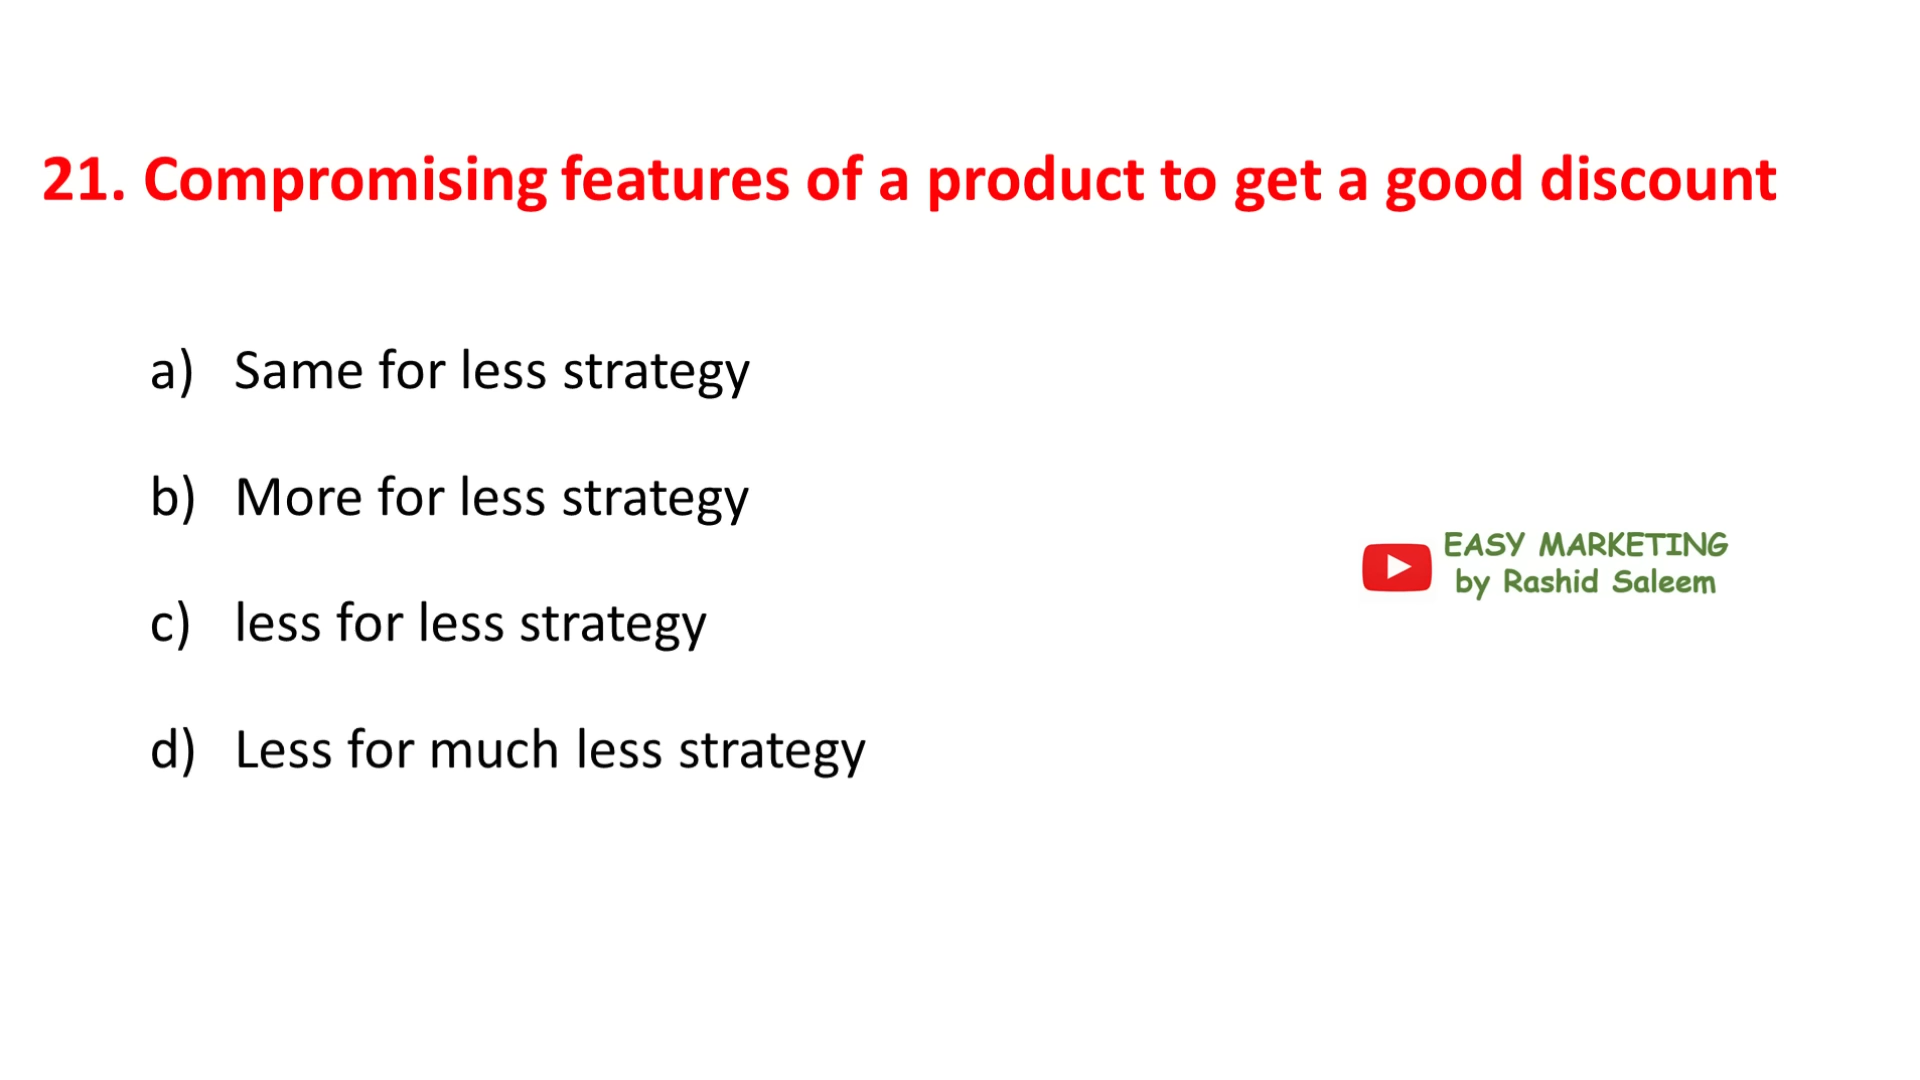 21. Compromising features of a product to get a good discount
a) Same for less strategy
b) More for less strategy
c) less for less strategy
d) Less for much less strategy
EASY MARKETING
by Rashid Saleem